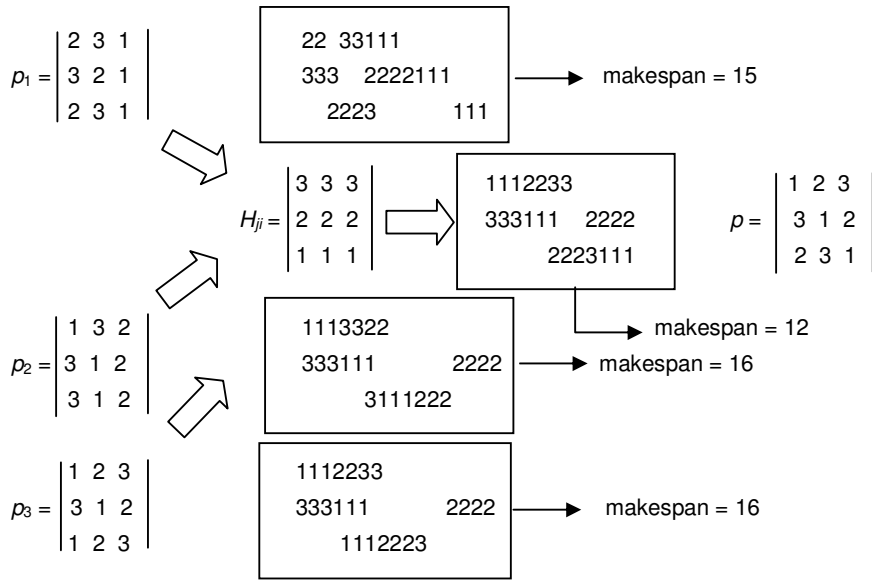 p1 =
2 3 1
3 2 1
2 3 1
22 33111
333 2222111
2223 111
makespan = 15
Hji =
3 3 3
2 2 2
1 1 1
1112233
333111 2222
2223111
p =
1 2 3
3 1 2
2 3 1
makespan = 12
p2 =
1 3 2
3 1 2
3 1 2
1113322
333111 2222
3111222
makespan = 16
p3 =
1 2 3
3 1 2
1 2 3
1112233
333111 2222
1112223
makespan = 16